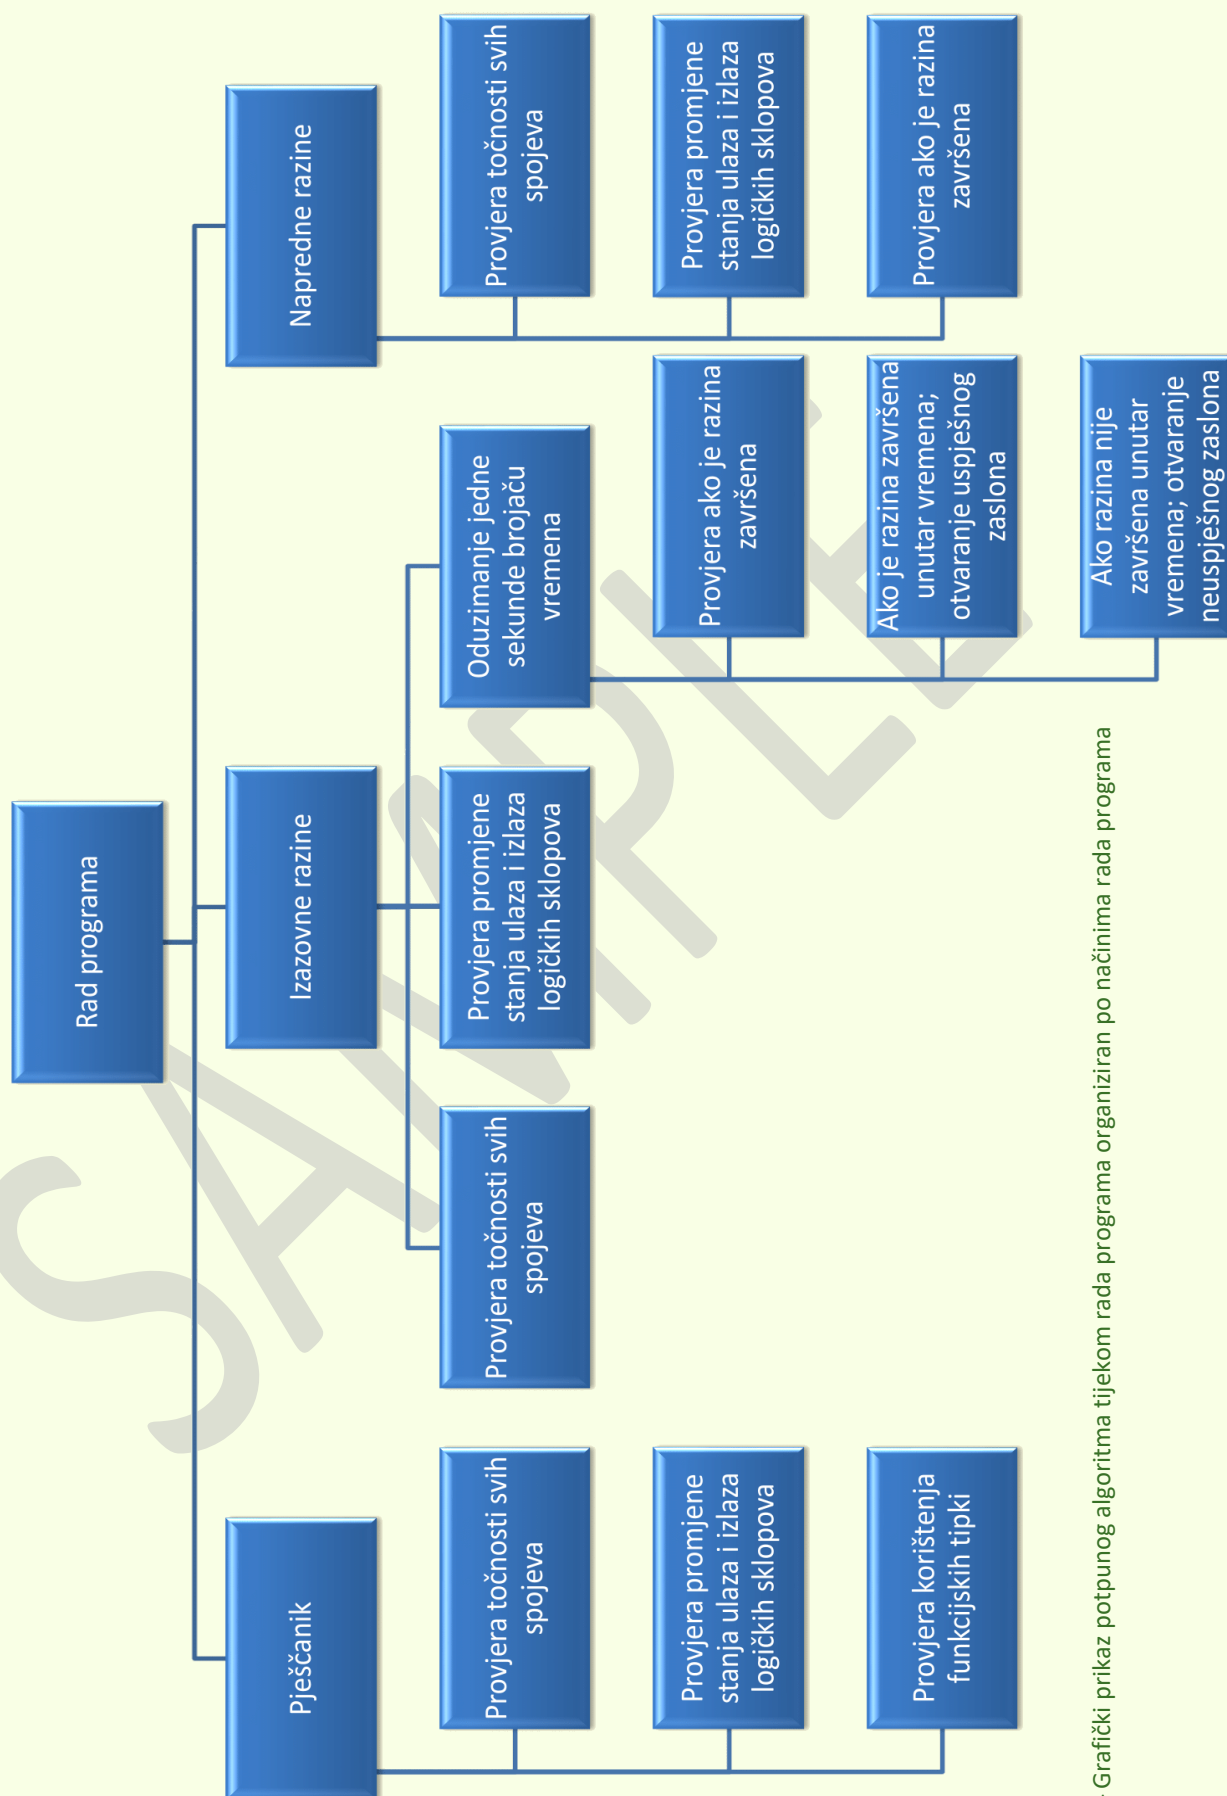 Rad programa
Pješčanik
Provjera točnosti svih
spojeva
Provjera promjene
stanja ulaza i izlaza
logičkih sklopova
Provjera korištenja
funkcijskih tipki
Izazovne razine
Provjera točnosti svih
spojeva
Provjera promjene
stanja ulaza i izlaza
logičkih sklopova
Oduzimanje jedne
sekunde brojaču
vremena
Provjera ako je razina
završena
Ako je razina završena
unutar vremena;
otvaranje uspješnog
zaslona
Ako razina nije
završena unutar
vremena; otvaranje
neuspješnog zaslona
Napredne razine
Provjera točnosti svih
spojeva
Provjera promjene
stanja ulaza i izlaza
logičkih sklopova
Provjera ako je razina
završena
Grafički prikaz potpunog algoritma tijekom rada programa organiziran po načinima rada programa
SAMPLE